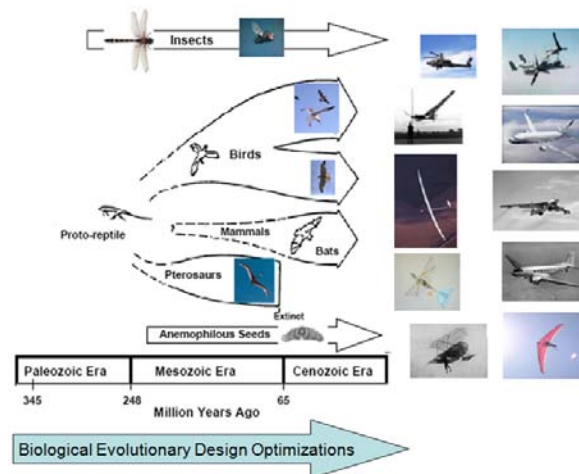 Insects
Birds
Proto-reptile
Mammals
Bats
Pterosaurs
Extinct
Anemophilous Seeds
Paleozoic Era Mesozoic Era Cenozoic Era
345 248 65
Million Years Ago
Biological Evolutionary Design Optimizations